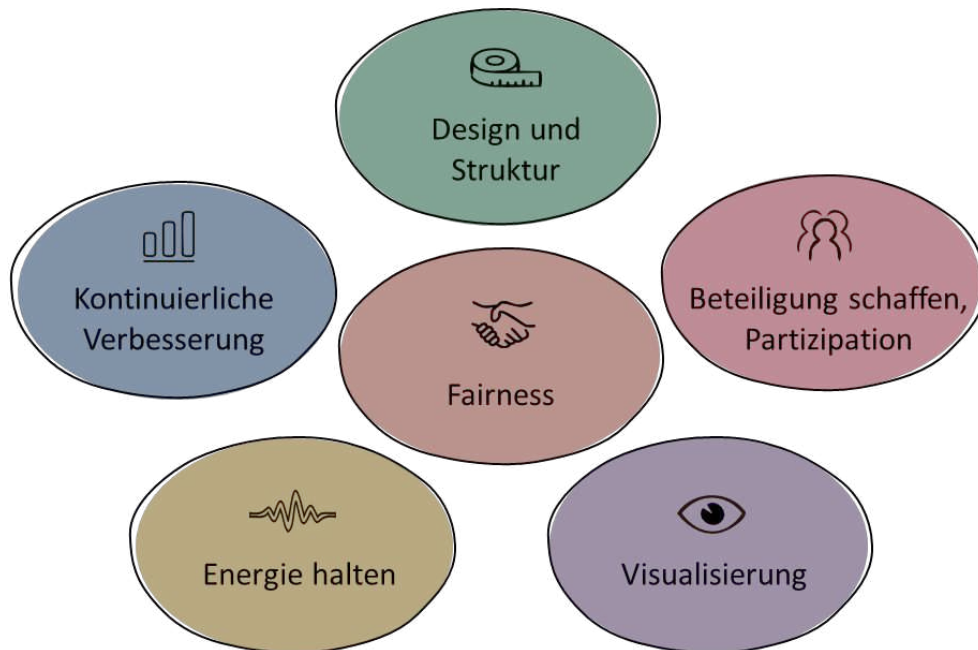 Design und
Struktur
Kontinuierliche
Verbesserung
Beteiligung schaffen,
Partizipation
Fairness
Energie halten
Visualisierung